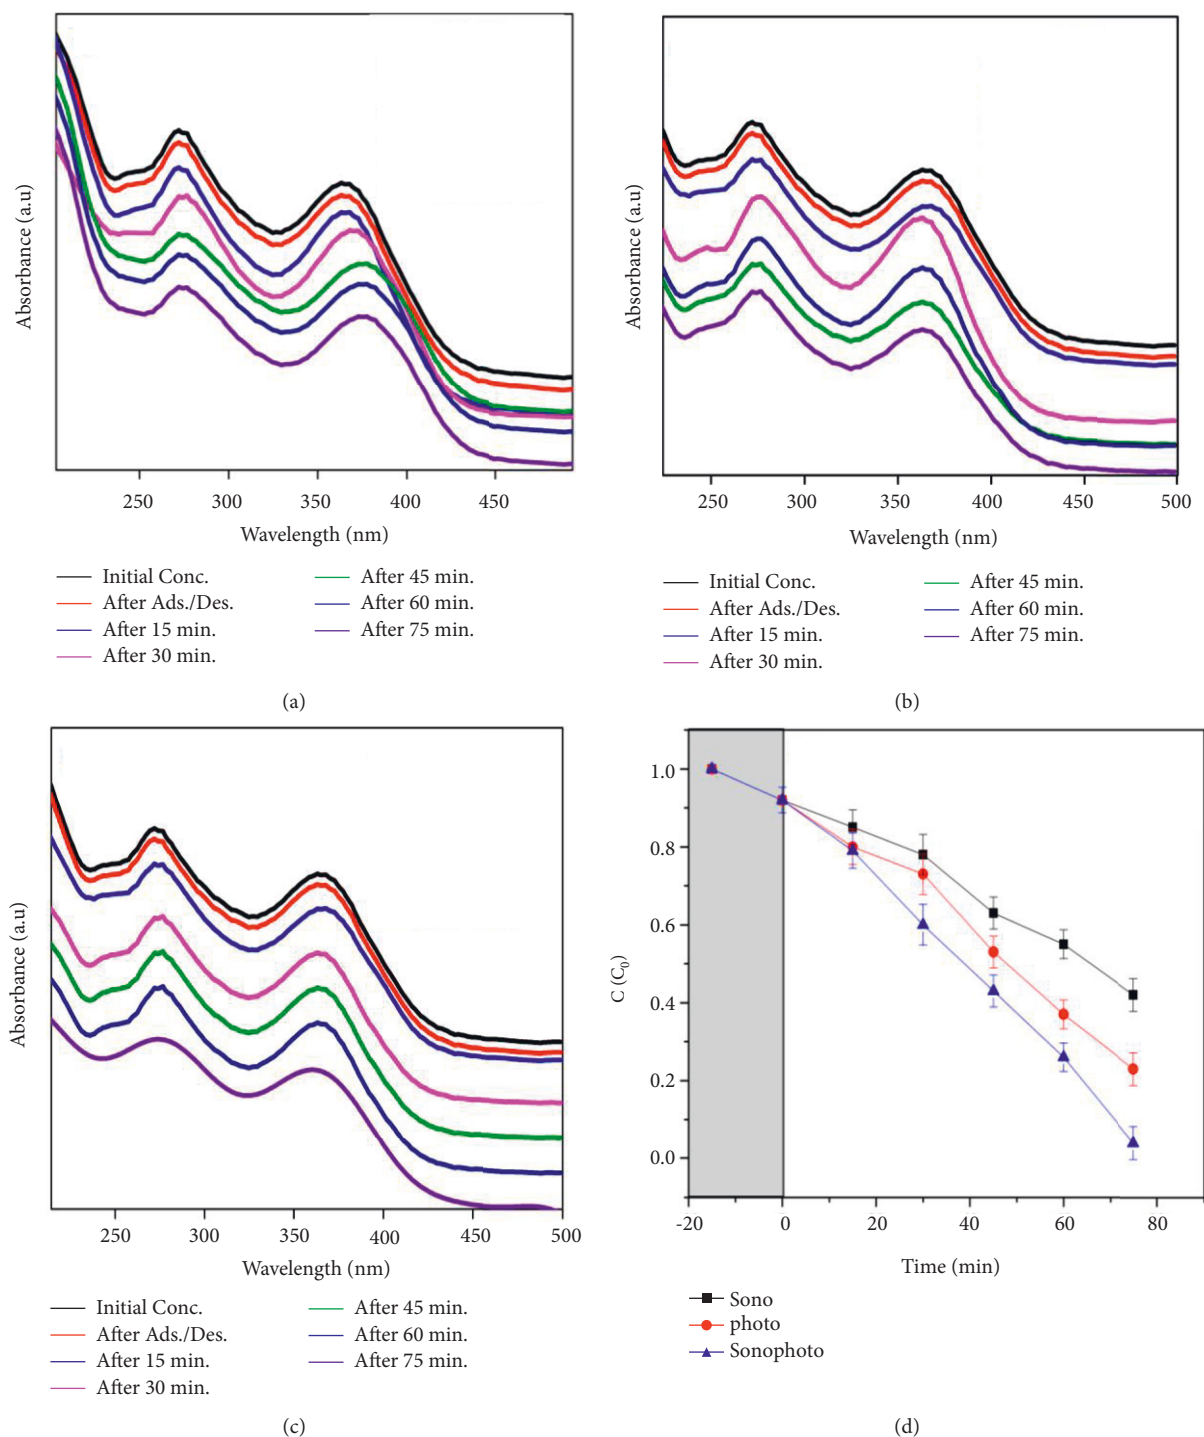 Absorbance (a.u)
250 300 350 400 450
Wavelength (nm)
Initial Conc.
After Ads./Des.
After 15 min.
After 30 min.
After 45 min.
After 60 min.
After 75 min.
(a)
Absorbance (a.u)
250 300 350 400 450 500
Wavelength (nm)
Initial Conc.
After Ads./Des.
After 15 min.
After 30 min.
After 45 min.
After 60 min.
After 75 min.
(b)
Absorbance (a.u)
250 300 350 400 450 500
Wavelength (nm)
Initial Conc.
After Ads./Des.
After 15 min.
After 30 min.
After 45 min.
After 60 min.
After 75 min.
(c)
C (C₀)
1.0
0.8
0.6
0.4
0.2
0.0
-20 0 20 40 60 80
Time (min)
Sono
photo
Sonophoto
(d)